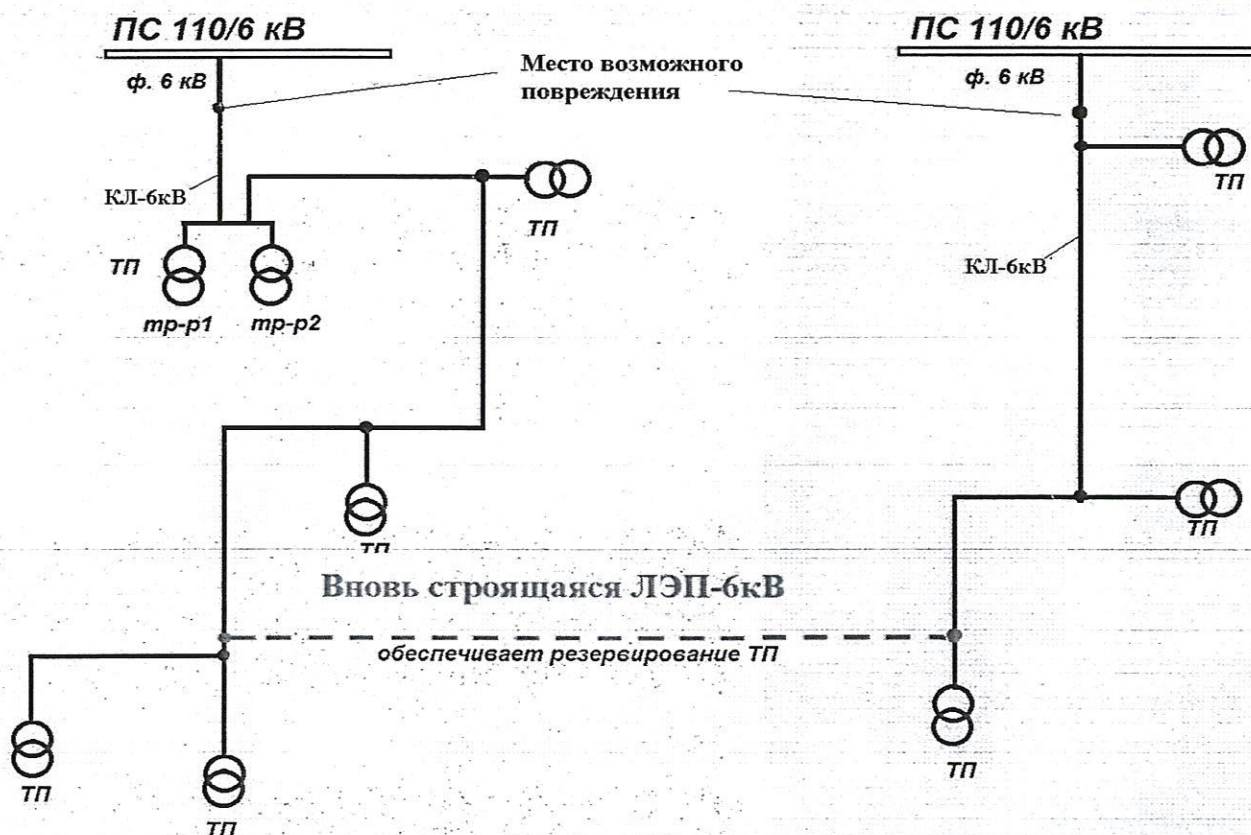 ПС 110/6 кВ
ПС 110/6 кВ
ф. 6 кВ
Место возможного
повреждения
ф. 6 кВ
КЛ-6кВ
ТП
ТП
ТП
тр-р1
тр-р2
КЛ-6кВ
ТП
ТП
Вновь строящаяся ЛЭП-6кВ
обеспечивает резервирование ТП
ТП
ТП
ТП